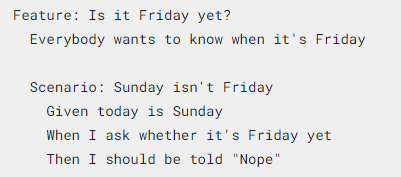 Feature: Is it Friday yet?
Everybody wants to know when it's Friday
Scenario: Sunday isn't Friday
Given today is Sunday
When I ask whether it's Friday yet
Then I should be told "Nope"